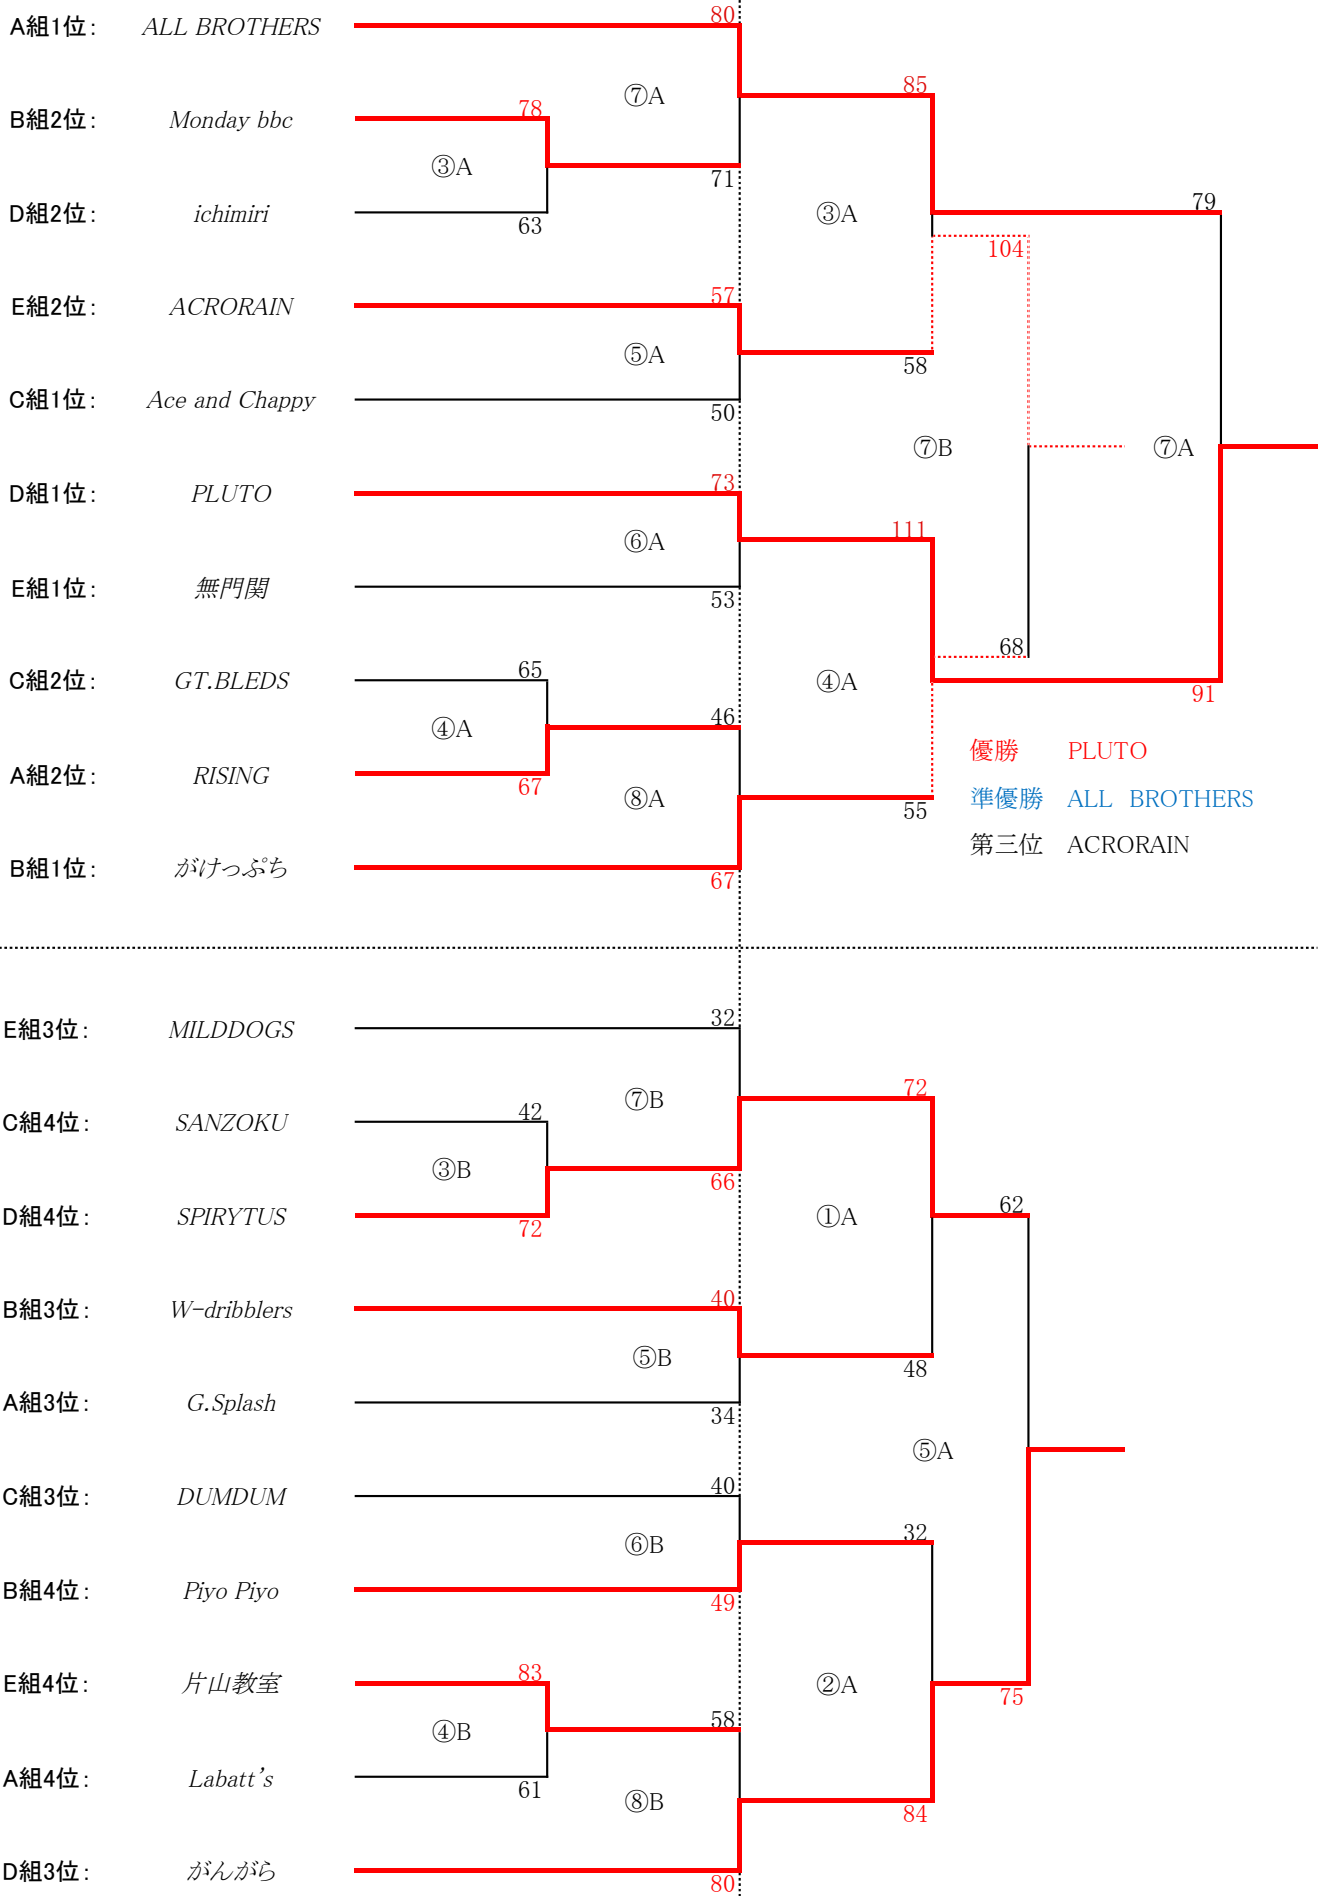 80
A組1位: ALL BROTHERS
85
⑦A
78
B組2位: Monday bbc
③A
71
79
D組2位: ichimiri
③A
63
104
57
E組2位: ACRORAIN
⑤A
58
C組1位: Ace and Chappy
50
⑦B ⑦A
73
D組1位: PLUTO
111
⑥A
E組1位: 無門関
53
68
65
C組2位: GT.BLEDS
④A
91
46
④A
優勝 PLUTO
A組2位: RISING
67
⑧A
準優勝 ALL BROTHERS
55
第三位 ACRORAIN
B組1位: がけっぷち
67
32
E組3位: MILDDOGS
72
⑦B
42
C組4位: SANZOKU
③B
66
62
D組4位: SPIRYTUS
①A
72
40
B組3位: W-dribblers
⑤B
48
A組3位: G.Splash
34
⑤A
40
C組3位: DUMDUM
32
⑥B
B組4位: Piyo Piyo
49
83
E組4位: 片山教室
②A
75
58
④B
A組4位: Labatt's
61
⑧B
84
D組3位: がんがら
80